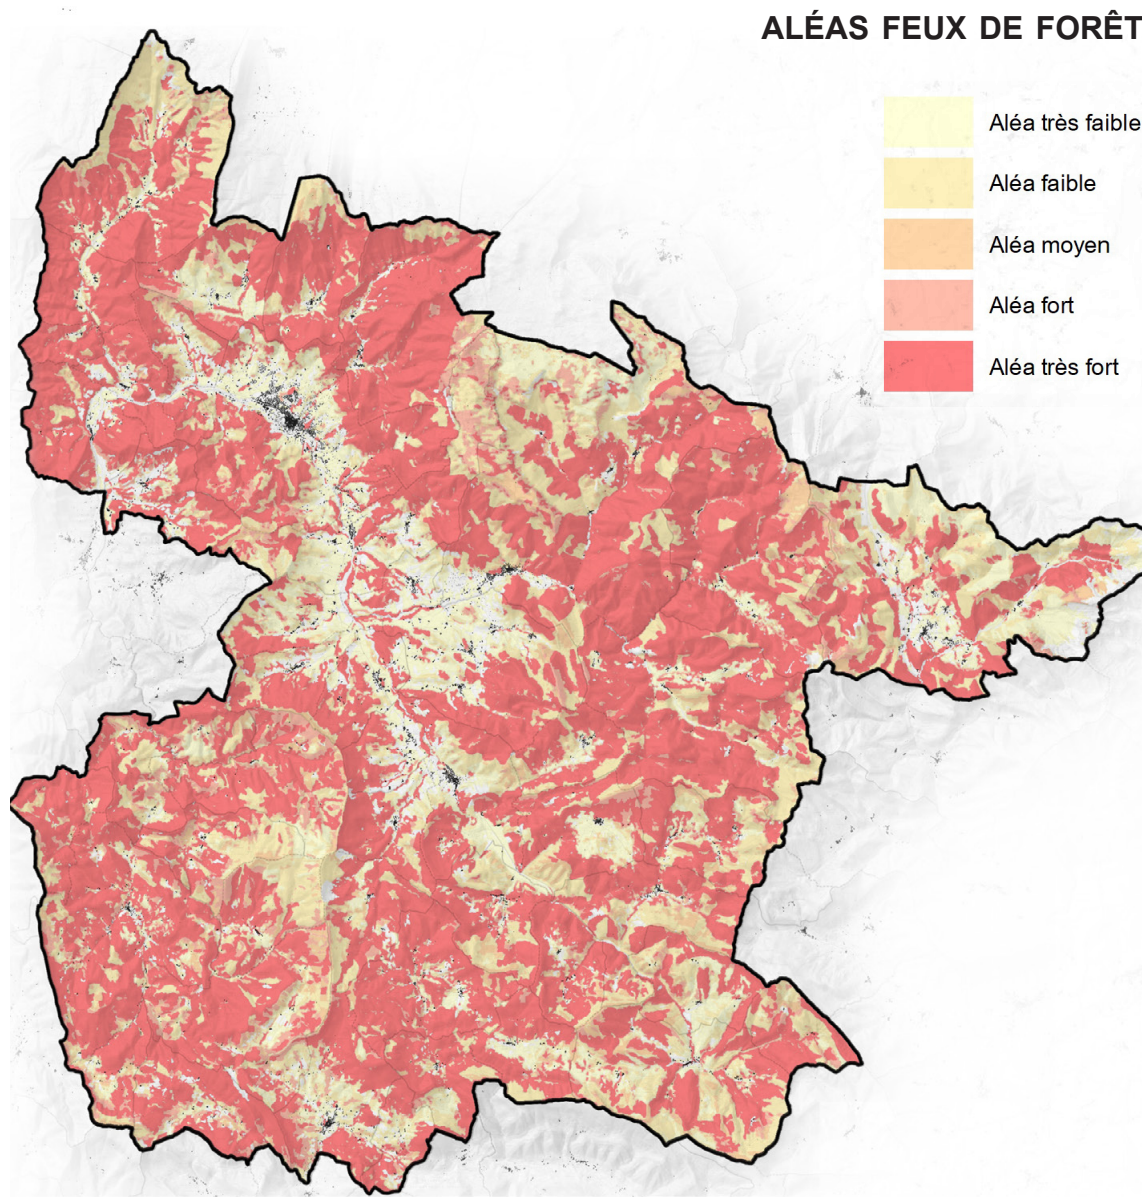 ALÉAS FEUX DE FORÊT
Aléa très faible
Aléa faible
Aléa moyen
Aléa fort
Aléa très fort